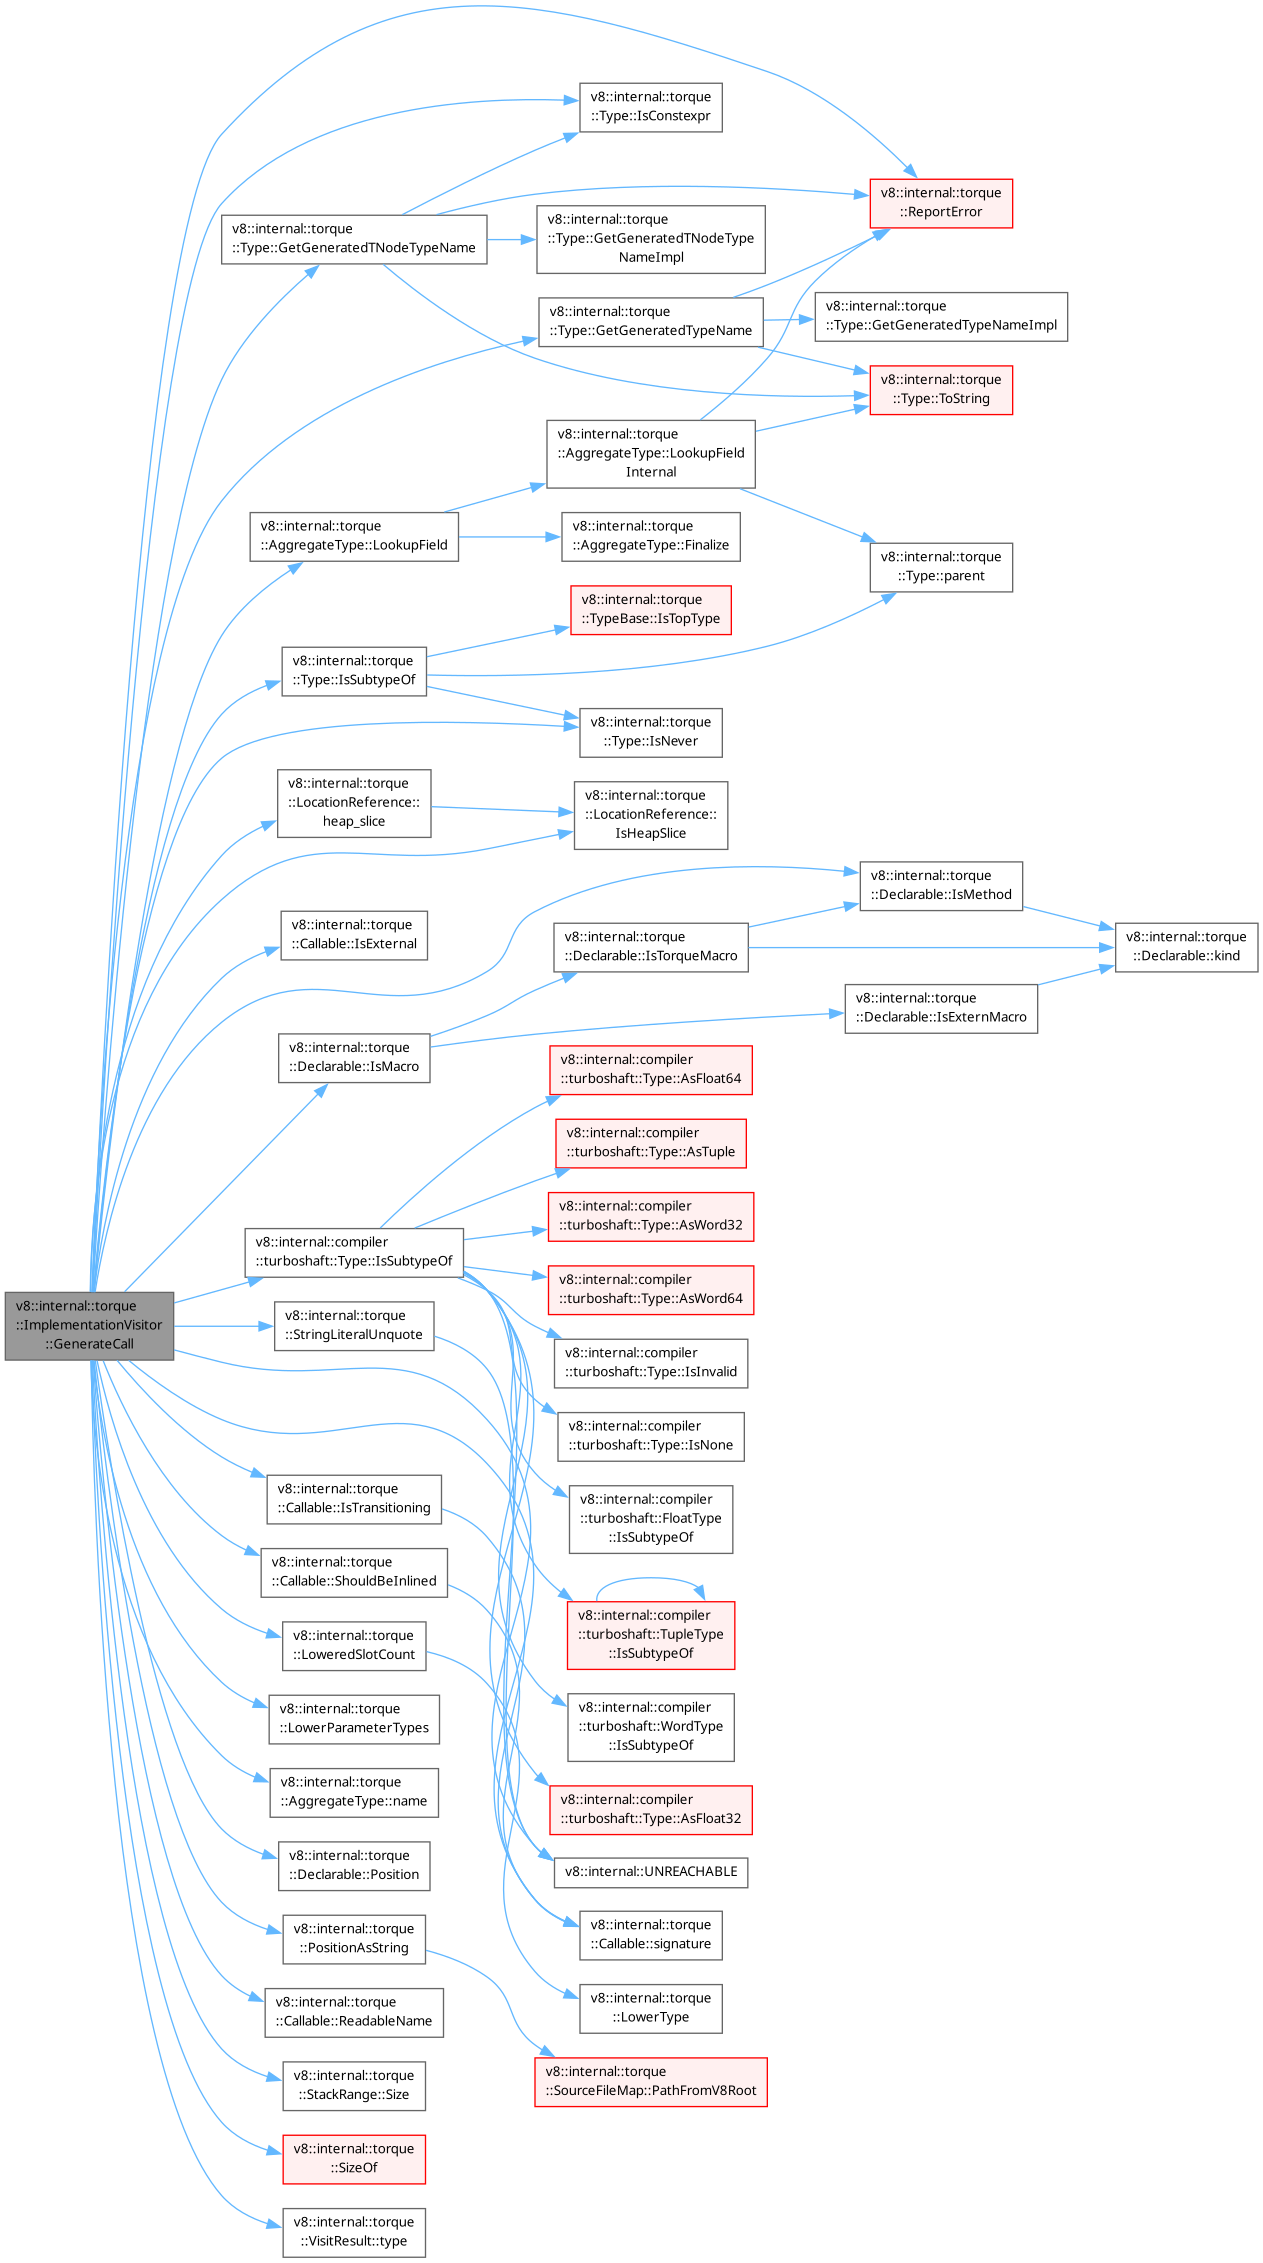 v8::internal::torque
::Type::IsConstexpr
v8::internal::torque
::ReportError
v8::internal::torque
::Type::GetGeneratedTNodeType
NameImpl
v8::internal::torque
::Type::GetGeneratedTNodeTypeName
v8::internal::torque
::Type::GetGeneratedTypeName
v8::internal::torque
::Type::GetGeneratedTypeNameImpl
v8::internal::torque
::Type::ToString
v8::internal::torque
::AggregateType::LookupField
Internal
v8::internal::torque
::AggregateType::LookupField
v8::internal::torque
::AggregateType::Finalize
v8::internal::torque
::Type::parent
v8::internal::torque
::TypeBase::IsTopType
v8::internal::torque
::Type::IsSubtypeOf
v8::internal::torque
::Type::IsNever
v8::internal::torque
::LocationReference::
heap_slice
v8::internal::torque
::LocationReference::
IsHeapSlice
v8::internal::torque
::Declarable::IsMethod
v8::internal::torque
::Callable::IsExternal
v8::internal::torque
::Declarable::IsTorqueMacro
v8::internal::torque
::Declarable::kind
v8::internal::torque
::Declarable::IsExternMacro
v8::internal::torque
::Declarable::IsMacro
v8::internal::compiler
::turboshaft::Type::AsFloat64
v8::internal::compiler
::turboshaft::Type::AsTuple
v8::internal::compiler
::turboshaft::Type::AsWord32
v8::internal::compiler
::turboshaft::Type::IsSubtypeOf
v8::internal::compiler
::turboshaft::Type::AsWord64
v8::internal::torque
::ImplementationVisitor
::GenerateCall
v8::internal::torque
::StringLiteralUnquote
v8::internal::compiler
::turboshaft::Type::IsInvalid
v8::internal::compiler
::turboshaft::Type::IsNone
v8::internal::torque
::Callable::IsTransitioning
v8::internal::compiler
::turboshaft::FloatType
::IsSubtypeOf
v8::internal::torque
::Callable::ShouldBeInlined
v8::internal::compiler
::turboshaft::TupleType
::IsSubtypeOf
v8::internal::torque
::LoweredSlotCount
v8::internal::torque
::LowerParameterTypes
v8::internal::compiler
::turboshaft::WordType
::IsSubtypeOf
v8::internal::torque
::AggregateType::name
v8::internal::compiler
::turboshaft::Type::AsFloat32
v8::internal::torque
::Declarable::Position
v8::internal::UNREACHABLE
v8::internal::torque
::PositionAsString
v8::internal::torque
::Callable::signature
v8::internal::torque
::Callable::ReadableName
v8::internal::torque
::LowerType
v8::internal::torque
::StackRange::Size
v8::internal::torque
::SourceFileMap::PathFromV8Root
v8::internal::torque
::SizeOf
v8::internal::torque
::VisitResult::type